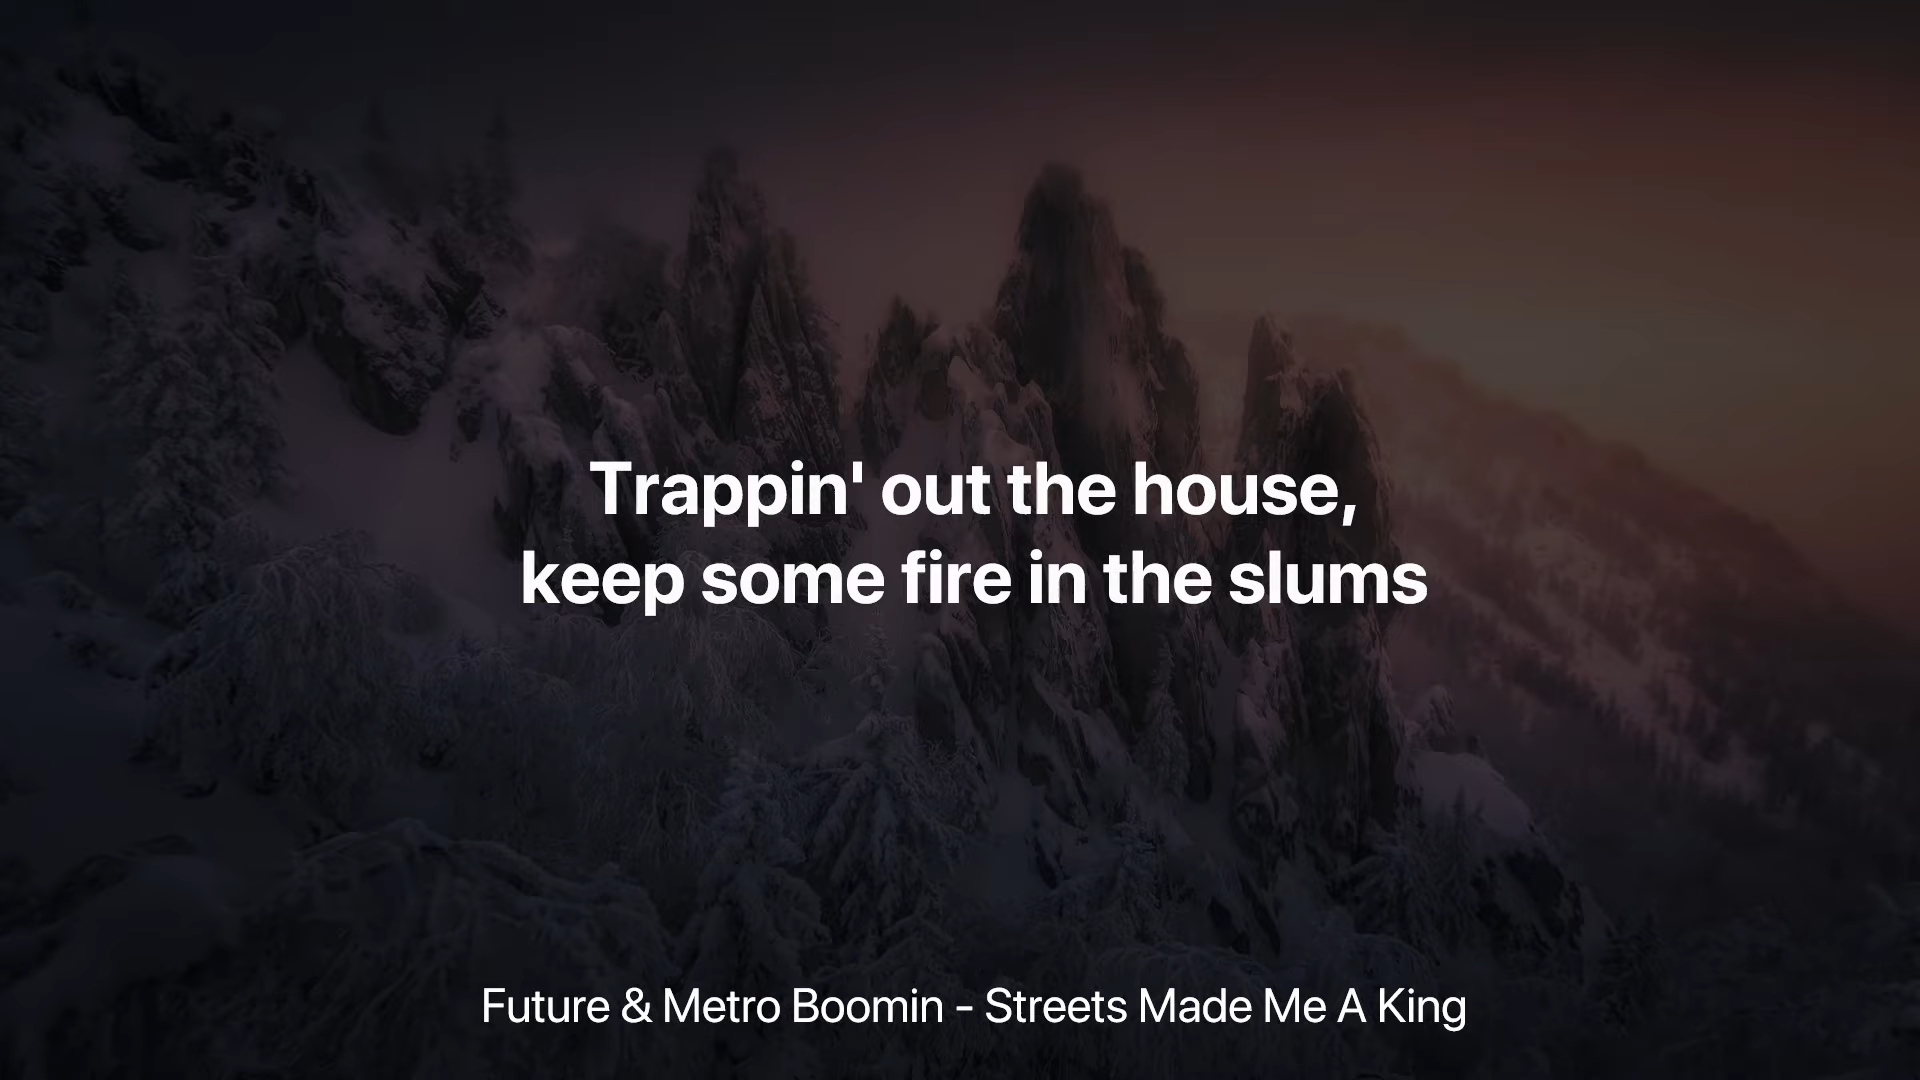 Trappin' out the house,
keep some fire in the slums
Future & Metro Boomin - Streets Made Me A King